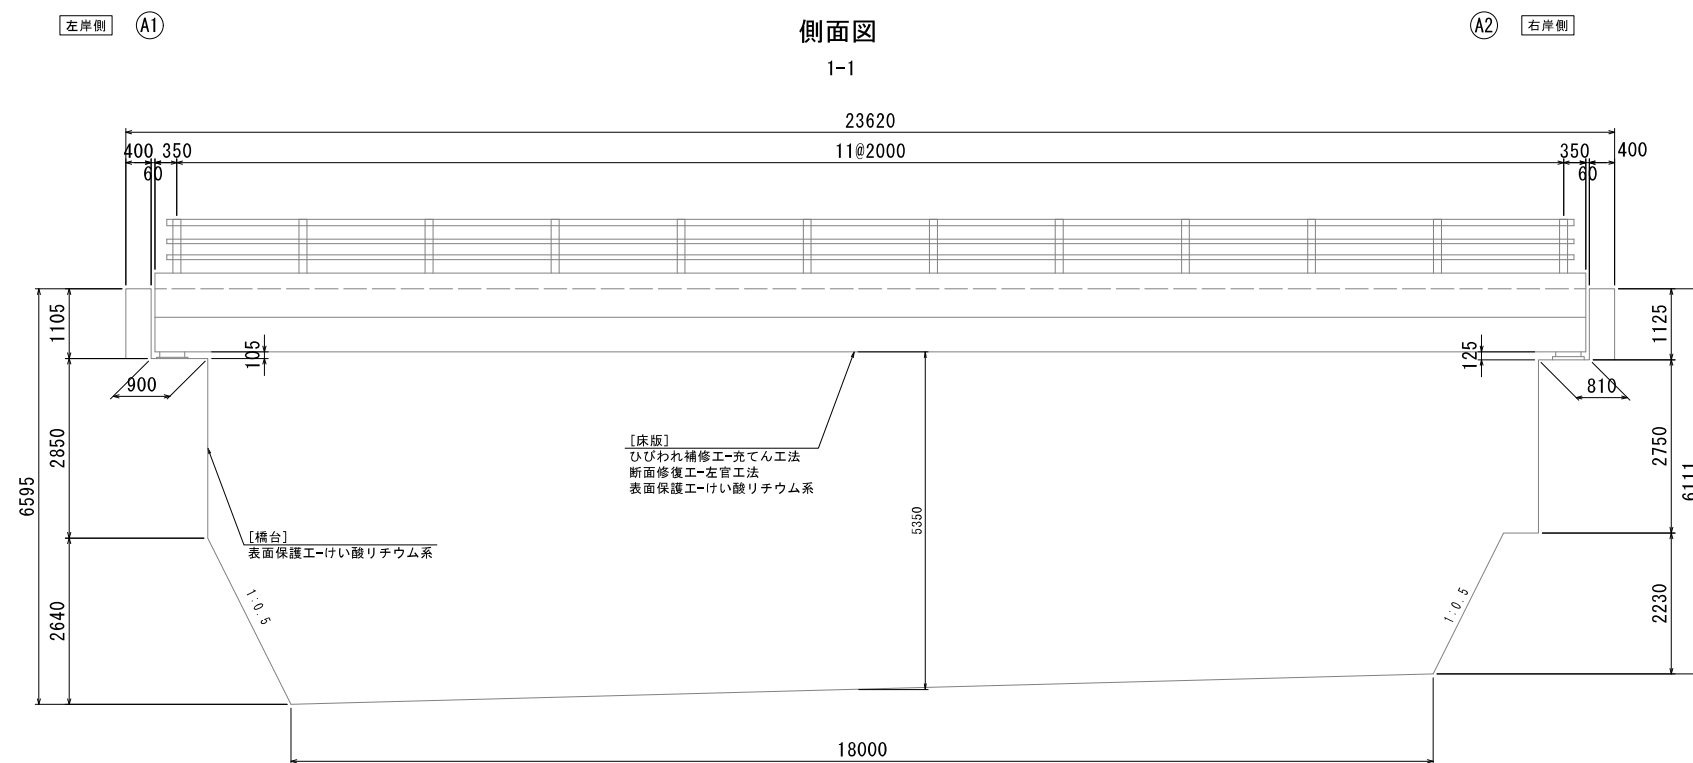 左岸側 A1 側面図 A2 右岸側
1-1
23620
400 350 11@2000 350 400
60 60
1105 105 125 1125
900 810
2850 2750
6595 6111
[床版]
ひびわれ補修工-充てん工法
断面修復工-左官工法
表面保護工-けい酸リチウム系
5350
[橋台]
表面保護工-けい酸リチウム系
1:0.5 1:0.5
2640 2230
18000